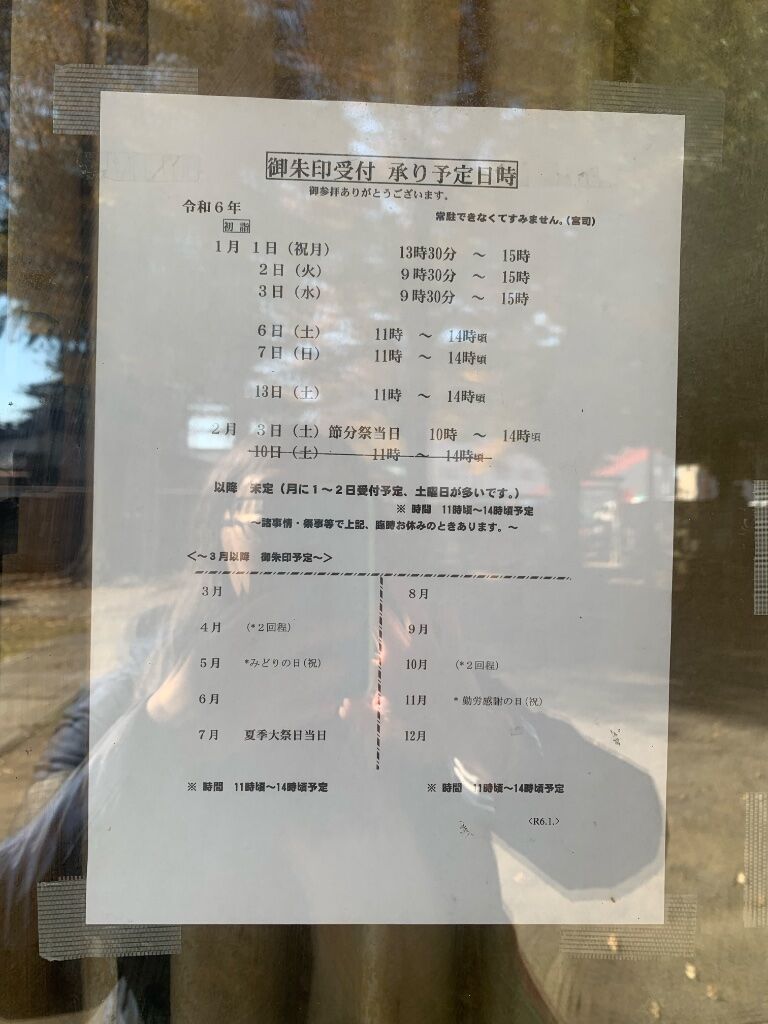 御朱印受付 承り予定日時
御参拝ありがとうございます。
令和6年
常駐できなくてすみません。(宮司)
初詣
1月 1日(祝月) 13時30分 ～ 15時
2日(火) 9時30分 ～ 15時
3日(水) 9時30分 ～ 15時
6日(土) 11時 ～ 14時頃
7日(日) 11時 ～ 14時頃
13日(土) 11時 ～ 14時頃
2月 3日(土)節分祭当日 10時 ～ 14時頃
10日(土) 11時 ～ 14時頃
以降 未定(月に1～2日受付予定、土曜日が多いです。)
※ 時間 11時頃～14時頃予定
～諸事情・祭事等で上記、臨時お休みのときあります。～
<～3月以降 御朱印予定～>
3月
4月 (*2回程)
5月 *みどりの日(祝)
6月
7月 夏季大祭日当日
※ 時間 11時頃～14時頃予定
8月
9月
10月 (*2回程)
11月 *勤労感謝の日(祝)
12月
※ 時間 11時頃～14時頃予定
<R6.1.>